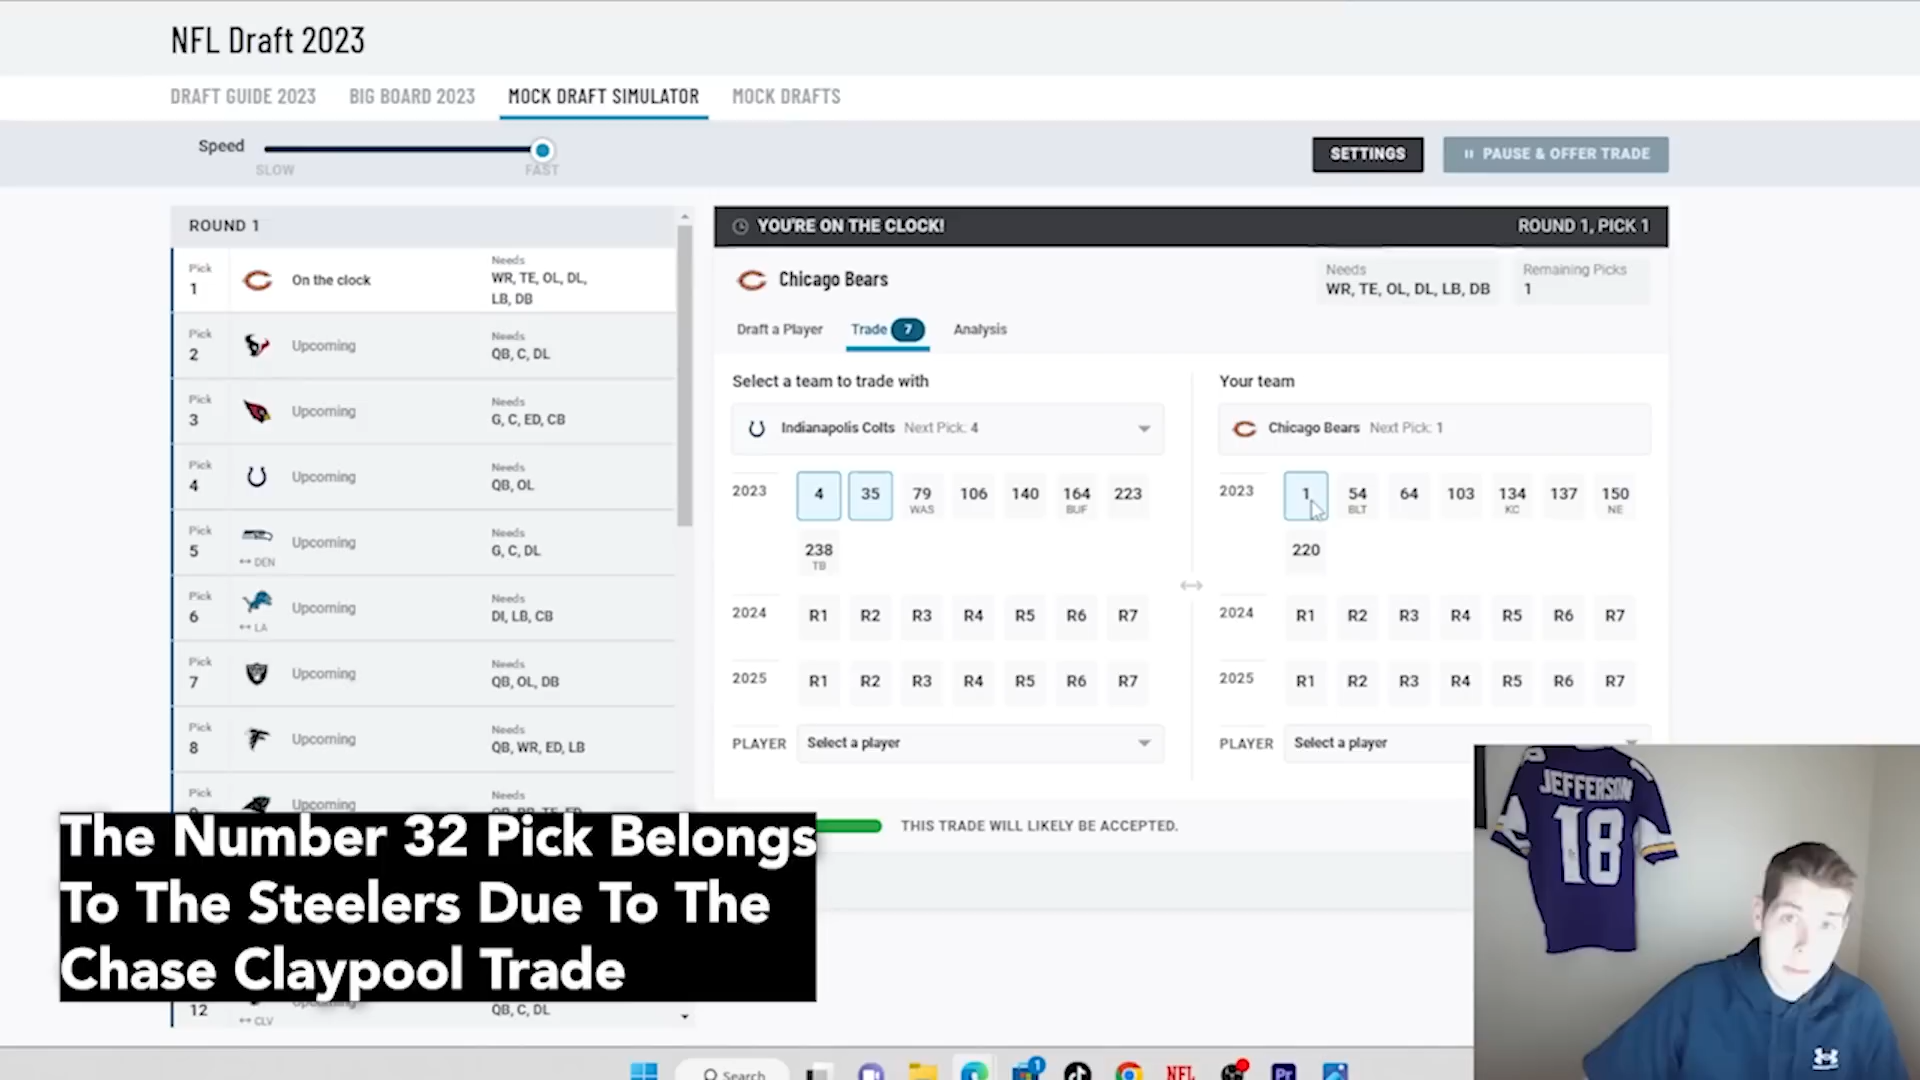 NFL Draft 2023
DRAFT GUIDE 2023 BIG BOARD 2023 MOCK DRAFT SIMULATOR MOCK DRAFTS
Speed
SLOW FAST
SETTINGS
PAUSE & OFFER TRADE
ROUND 1
Pick 1
On the clock
Needs
WR, TE, OL, DL,
LB, DB
Pick 2
Upcoming
Needs
QB, C, DL
Pick 3
Upcoming
Needs
G, C, ED, CB
Pick 4
Upcoming
Needs
QB, OL
Pick 5
↔ DEN
Upcoming
Needs
G, C, DL
Pick 6
↔ LA
Upcoming
Needs
DI, LB, CB
Pick 7
Upcoming
Needs
QB, OL, DB
Pick 8
Upcoming
Needs
QB, WR, ED, LB
Pick
Upcoming
Needs
12
↔ CLV
QB, C, DL
YOU'RE ON THE CLOCK!
ROUND 1, PICK 1
Chicago Bears
Needs
WR, TE, OL, DL, LB, DB
Remaining Picks
1
Draft a Player Trade 7 Analysis
Select a team to trade with
Indianapolis Colts Next Pick: 4
2023 4 35 79 106 140 164 223
WAS BUF
238
TB
2024 R1 R2 R3 R4 R5 R6 R7
2025 R1 R2 R3 R4 R5 R6 R7
PLAYER Select a player
Your team
Chicago Bears Next Pick: 1
2023 1 54 64 103 134 137 150
BLT KC NE
220
2024 R1 R2 R3 R4 R5 R6 R7
2025 R1 R2 R3 R4 R5 R6 R7
PLAYER Select a player
THIS TRADE WILL LIKELY BE ACCEPTED.
The Number 32 Pick Belongs
To The Steelers Due To The
Chase Claypool Trade
JEFFERSON
18
Search
1
NFL
Pr